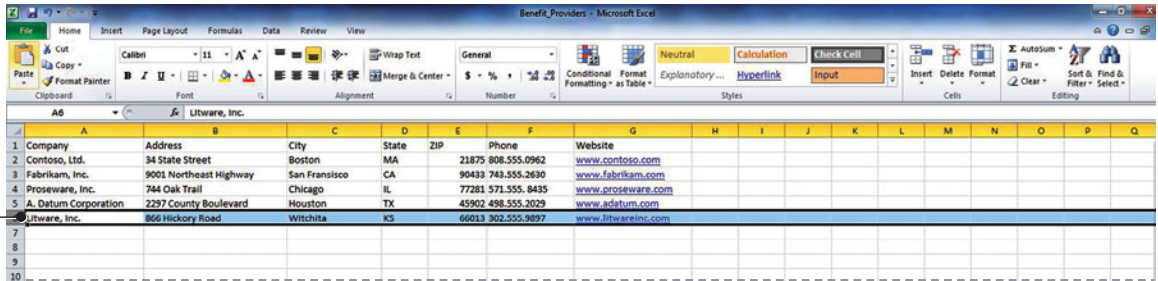 Benefit_Providers - Microsoft Excel
File Home Insert Page Layout Formulas Data Review View
Paste
Cut
Copy
Format Painter
Clipboard
Calibri 11 A A
B I U A
Font
Wrap Text
Merge & Center
Alignment
General
$ % , .00 .00
Number
Conditional Formatting
Format as Table
Neutral Calculation Check Cell
Explanatory ... Hyperlink Input
Styles
Insert Delete Format
Cells
Σ AutoSum
Fill
Clear
Sort & Filter
Find & Select
Editing
A6 fx Litware, Inc.
A B C D E F G H I J K L M N O P Q
1 Company Address City State ZIP Phone Website
2 Contoso, Ltd. 34 State Street Boston MA 21875 808.555.0962 www.contoso.com
3 Fabrikam, Inc. 9001 Northeast Highway San Fransisco CA 90433 743.555.2630 www.fabrikam.com
4 Proseware, Inc. 744 Oak Trail Chicago IL 77281 571.555. 8435 www.proseware.com
5 A. Datum Corporation 2297 County Boulevard Houston TX 45902 498.555.2029 www.adatum.com
Litware, Inc. 866 Hickory Road Witchita KS 66013 302.555.9897 www.litwareinc.com
7
8
9
10